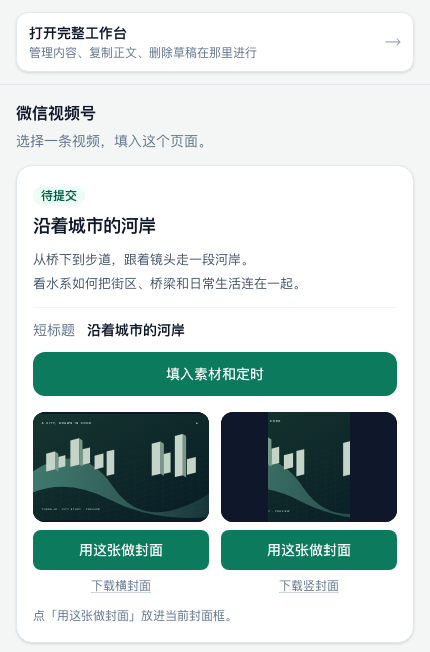 打开完整工作台
管理内容、复制正文、删除草稿在那里进行
微信视频号
选择一条视频，填入这个页面。
待提交
沿着城市的河岸
从桥下到步道，跟着镜头走一段河岸。
看水系如何把街区、桥梁和日常生活连在一起。
短标题 沿着城市的河岸
填入素材和定时
用这张做封面
用这张做封面
下载横封面
下载竖封面
点「用这张做封面」放进当前封面框。